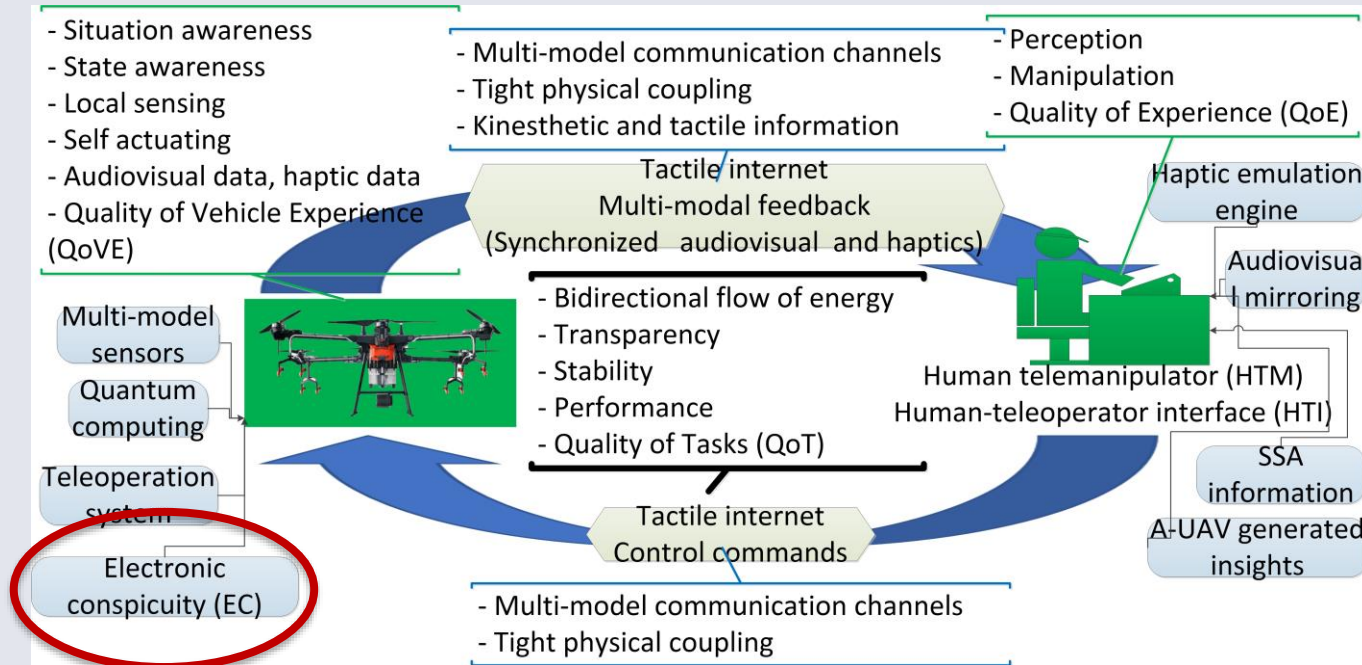 - Situation awareness
- State awareness
- Local sensing
- Self actuating
- Audiovisual data, haptic data
- Quality of Vehicle Experience
(QoVE)
- Multi-model communication channels
- Tight physical coupling
- Kinesthetic and tactile information
- Perception
- Manipulation
- Quality of Experience (QoE)
Tactile internet
Multi-modal feedback
(Synchronized audiovisual and haptics)
Haptic emulation
engine
Audiovisua
l mirroring
- Bidirectional flow of energy
- Transparency
- Stability
- Performance
- Quality of Tasks (QoT)
Multi-model
sensors
Quantum
computing
Teleoperation
system
Electronic
conspicuity (EC)
Human telemanipulator (HTM)
Human-teleoperator interface (HTI)
SSA
information
A-UAV generated
insights
Tactile internet
Control commands
- Multi-model communication channels
- Tight physical coupling